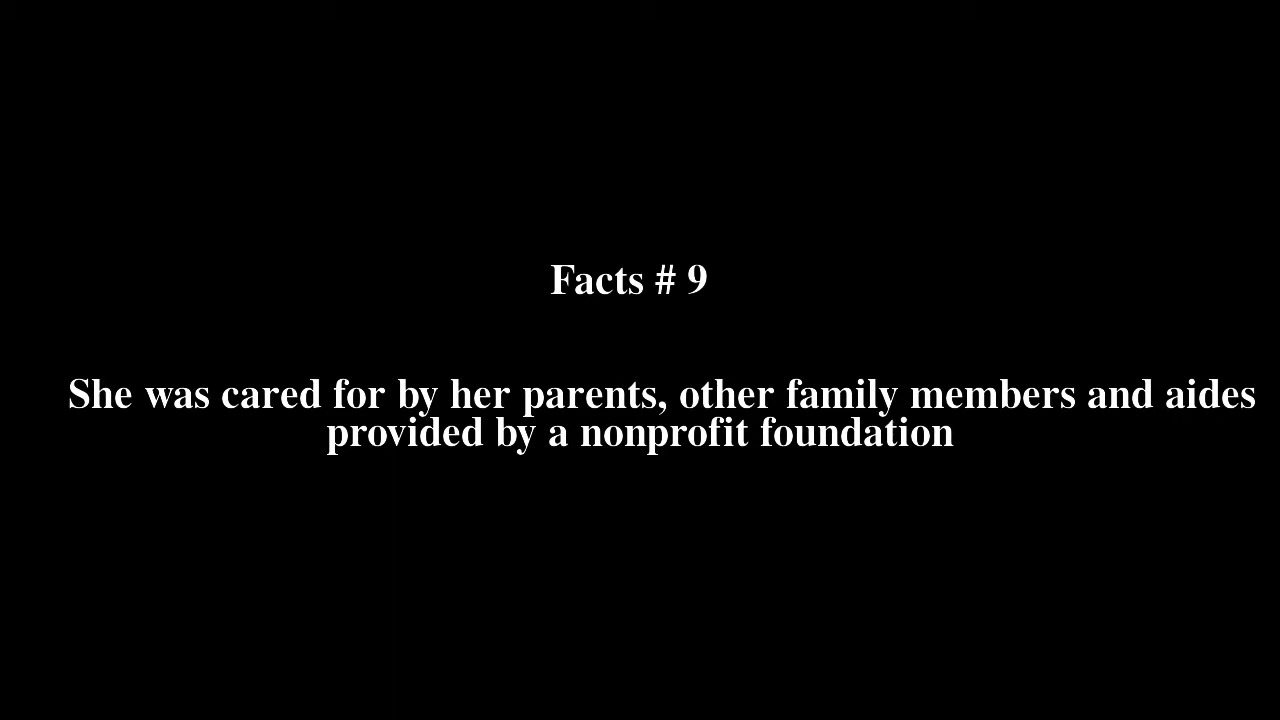 Facts # 9
She was cared for by her parents, other family members and aides
provided by a nonprofit foundation